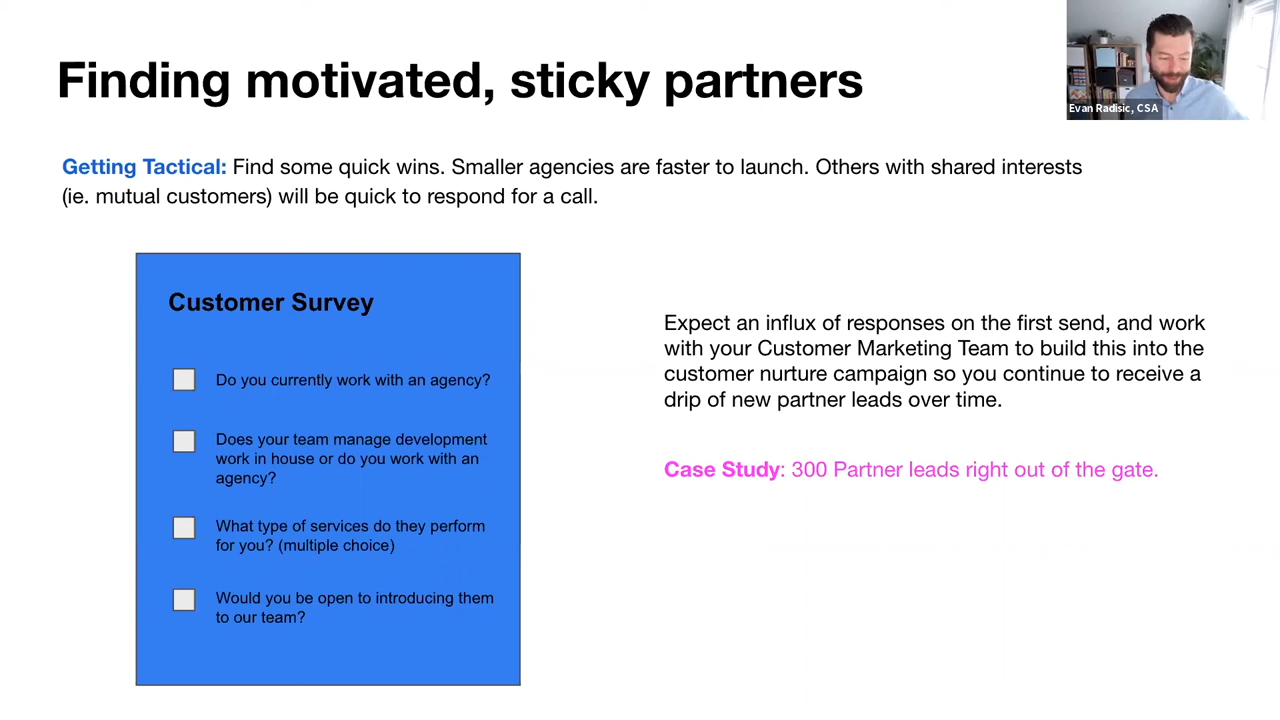 Finding motivated, sticky partners
Evan Radisic, CSA
Getting Tactical: Find some quick wins. Smaller agencies are faster to launch. Others with shared interests
(ie. mutual customers) will be quick to respond for a call.
Customer Survey
Do you currently work with an agency?
Does your team manage development
work in house or do you work with an
agency?
What type of services do they perform
for you? (multiple choice)
Would you be open to introducing them
to our team?
Expect an influx of responses on the first send, and work
with your Customer Marketing Team to build this into the
customer nurture campaign so you continue to receive a
drip of new partner leads over time.
Case Study: 300 Partner leads right out of the gate.